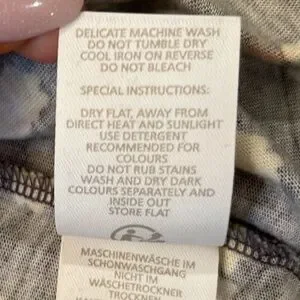 DELICATE MACHINE WASH
DO NOT TUMBLE DRY
COOL IRON ON REVERSE
DO NOT BLEACH
SPECIAL INSTRUCTIONS:
DRY FLAT, AWAY FROM
DIRECT HEAT AND SUNLIGHT
USE DETERGENT
RECOMMENDED FOR
COLOURS
DO NOT RUB STAINS
WASH AND DRY DARK
COLOURS SEPARATELY AND
INSIDE OUT
STORE FLAT
MASCHINENWÄSCHE IM
SCHONWASCHGANG
NICHT IM
WÄSCHETROCKNER
TROCKNEN